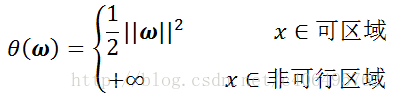 θ(ω) = { 1/2 ||ω||² x ∈ 可区域
+∞ x ∈ 非可行区域